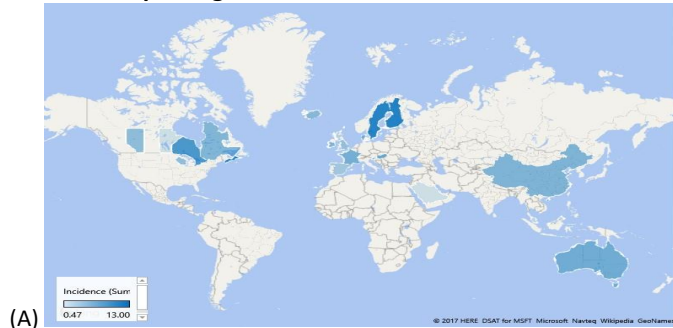 Incidence (Sum
0.47 13.00
© 2017 HERE DSAT for MSFT Microsoft Navteq Wikipedia GeoNames
(A)